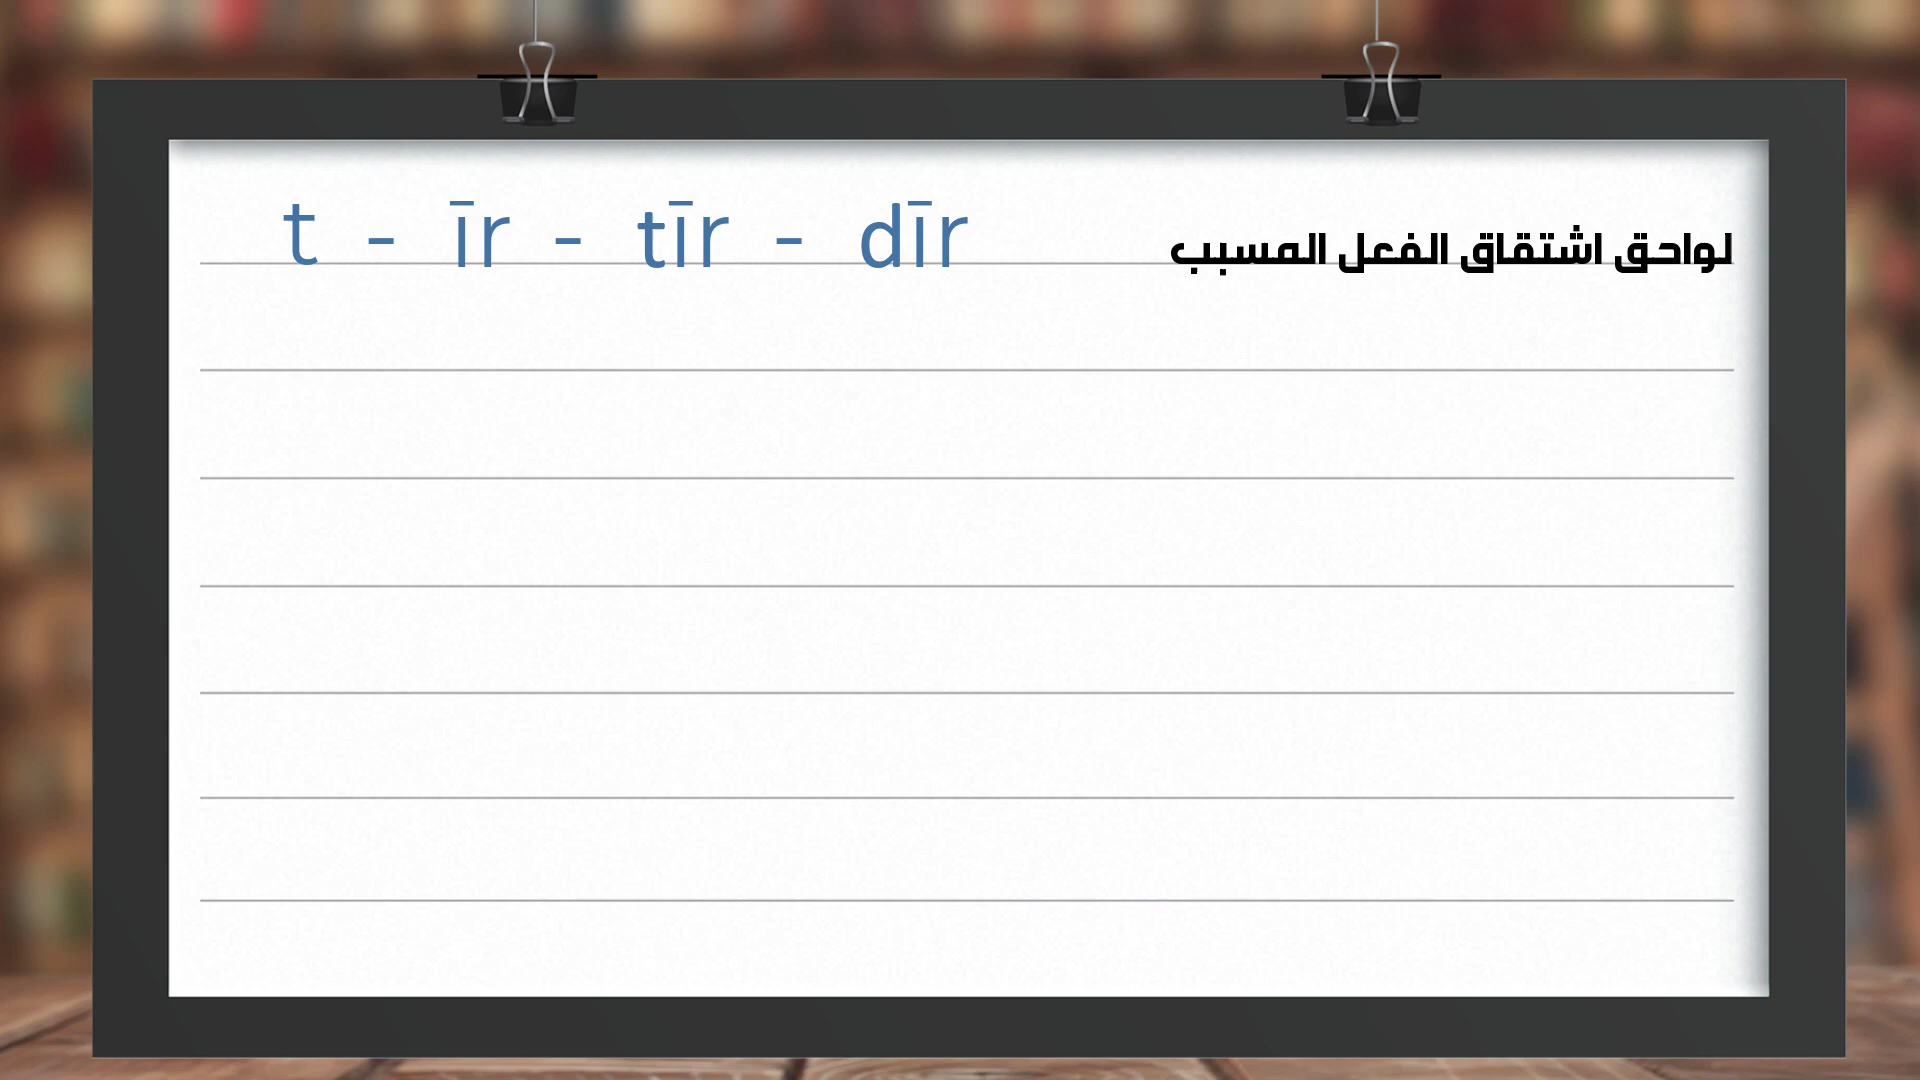 لواحق اشتقاق الفعل المسبب t - īr - tīr - dīr